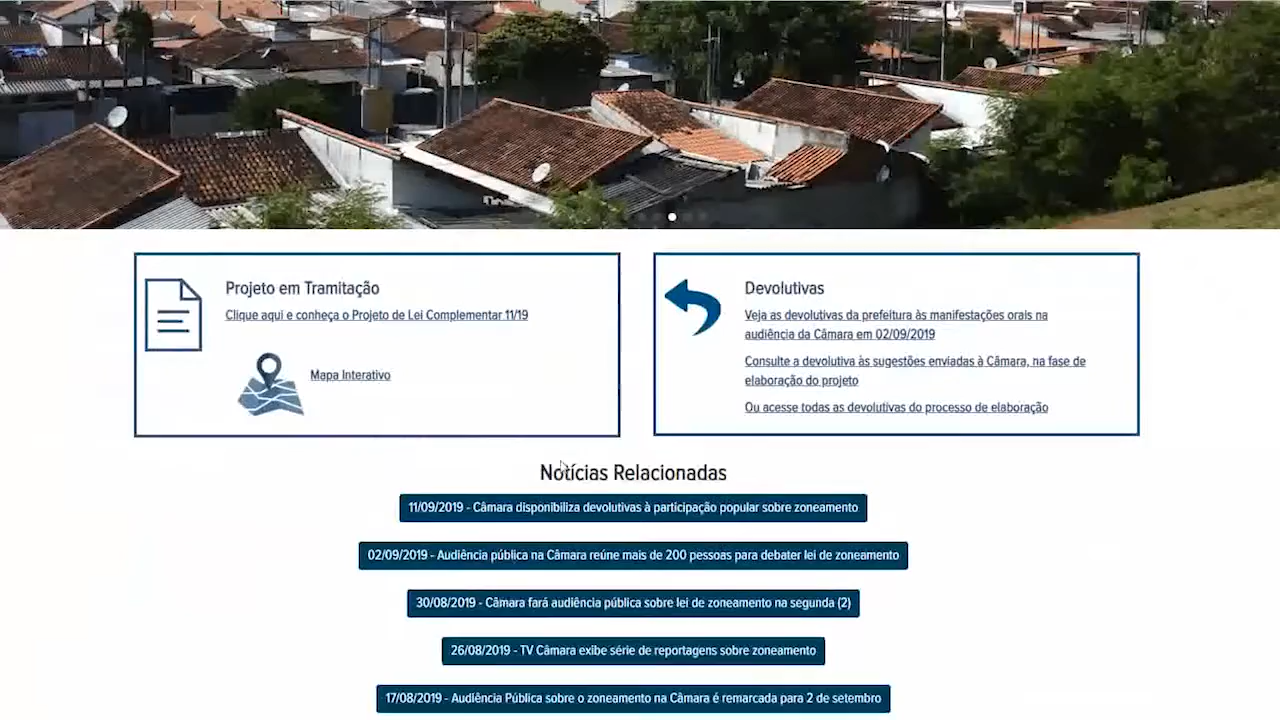 Projeto em Tramitação
Clique aqui e conheça o Projeto de Lei Complementar 11/19
Mapa Interativo
Devolutivas
Veja as devolutivas da prefeitura às manifestações orais na
audiência da Câmara em 02/09/2019
Consulte a devolutiva às sugestões enviadas à Câmara, na fase de
elaboração do projeto
Ou acesse todas as devolutivas do processo de elaboração
Notícias Relacionadas
11/09/2019 - Câmara disponibiliza devolutivas à participação popular sobre zoneamento
02/09/2019 - Audiência pública na Câmara reúne mais de 200 pessoas para debater lei de zoneamento
30/08/2019 - Câmara fará audiência pública sobre lei de zoneamento na segunda (2)
26/08/2019 - TV Câmara exibe série de reportagens sobre zoneamento
17/08/2019 - Audiência Pública sobre o zoneamento na Câmara é remarcada para 2 de setembro